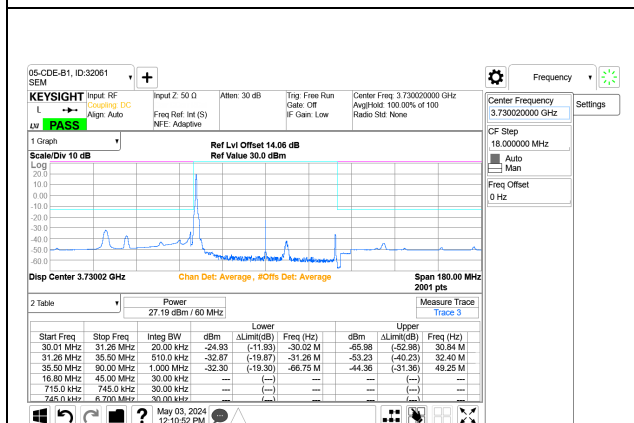 05-CDE-B1, ID:32061
SEM
Frequency
KEYSIGHT
L
LXI PASS
Input: RF
Coupling: DC
Align: Auto
Input Z: 50 Ω
Freq Ref: Int (S)
NFE: Adaptive
Atten: 30 dB
Trig: Free Run
Gate: Off
IF Gain: Low
Center Freq: 3.730020000 GHz
Avg|Hold: 100.00% of 100
Radio Std: None
Center Frequency
3.730020000 GHz
Settings
CF Step
18.000000 MHz
Auto
Man
Freq Offset
0 Hz
1 Graph
Ref Lvl Offset 14.06 dB
Scale/Div 10 dB
Ref Value 30.0 dBm
Log
20.0
10.0
0.00
-10.0
-20.0
-30.0
-40.0
-50.0
-60.0
Disp Center 3.73002 GHz
Chan Det: Average, #Offs Det: Average
Span 180.00 MHz
2001 pts
2 Table
Power
27.19 dBm / 60 MHz
Measure Trace
Trace 3
Lower Upper
Start Freq Stop Freq Integ BW dBm ΔLimit(dB) Freq (Hz) dBm ΔLimit(dB) Freq (Hz)
30.01 MHz 31.26 MHz 20.00 kHz -24.93 (-11.93) -30.02 M -65.98 (-52.98) 30.84 M
31.26 MHz 35.50 MHz 510.0 kHz -32.87 (-19.87) -31.26 M -53.23 (-40.23) 32.40 M
35.50 MHz 90.00 MHz 1.000 MHz -32.30 (-19.30) -66.75 M -44.36 (-31.36) 49.25 M
16.80 MHz 45.00 MHz 30.00 kHz --- (---) --- --- (---) ---
715.0 kHz 745.0 kHz 30.00 kHz --- (---) --- --- (---) ---
745.0 kHz 6.700 MHz 30.00 kHz --- (---) --- --- (---) ---
May 03, 2024
12:10:52 PM